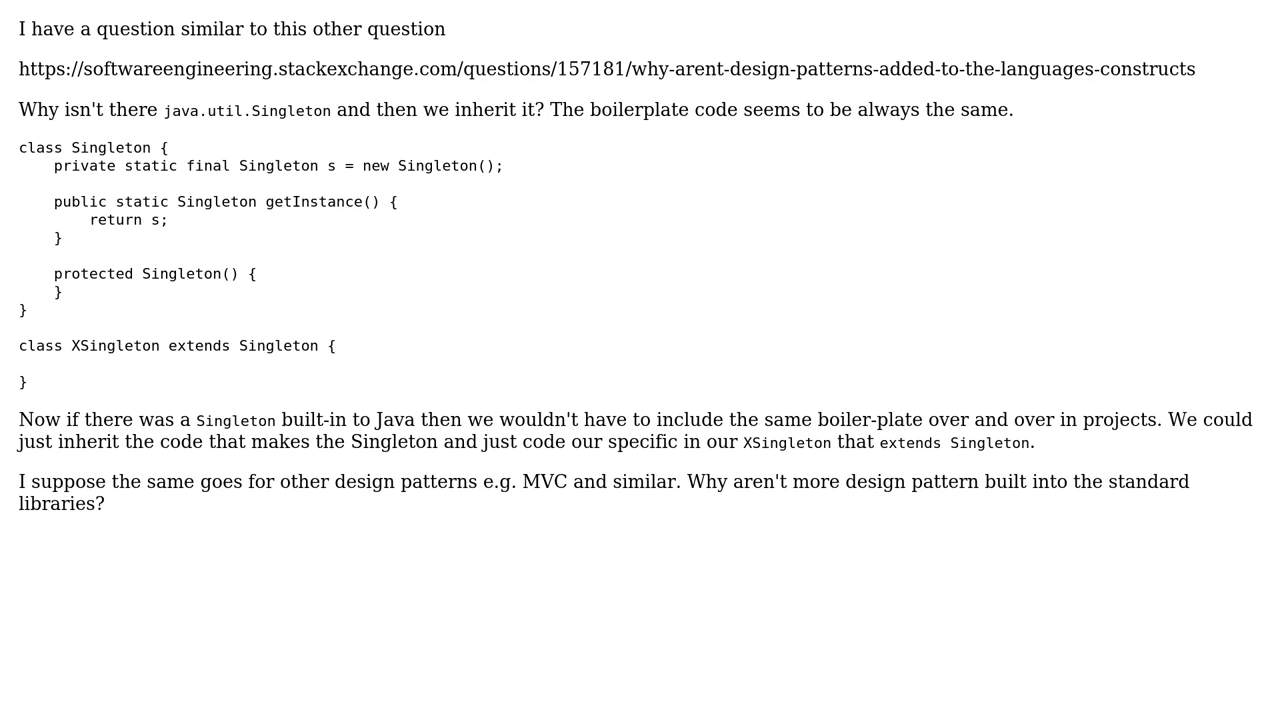 I have a question similar to this other question
https://softwareengineering.stackexchange.com/questions/157181/why-arent-design-patterns-added-to-the-languages-constructs
Why isn't there java.util.Singleton and then we inherit it? The boilerplate code seems to be always the same.
class Singleton {
    private static final Singleton s = new Singleton();

    public static Singleton getInstance() {
        return s;
    }

    protected Singleton() {
    }
}

class XSingleton extends Singleton {

}
Now if there was a Singleton built-in to Java then we wouldn't have to include the same boiler-plate over and over in projects. We could
just inherit the code that makes the Singleton and just code our specific in our XSingleton that extends Singleton.
I suppose the same goes for other design patterns e.g. MVC and similar. Why aren't more design pattern built into the standard
libraries?